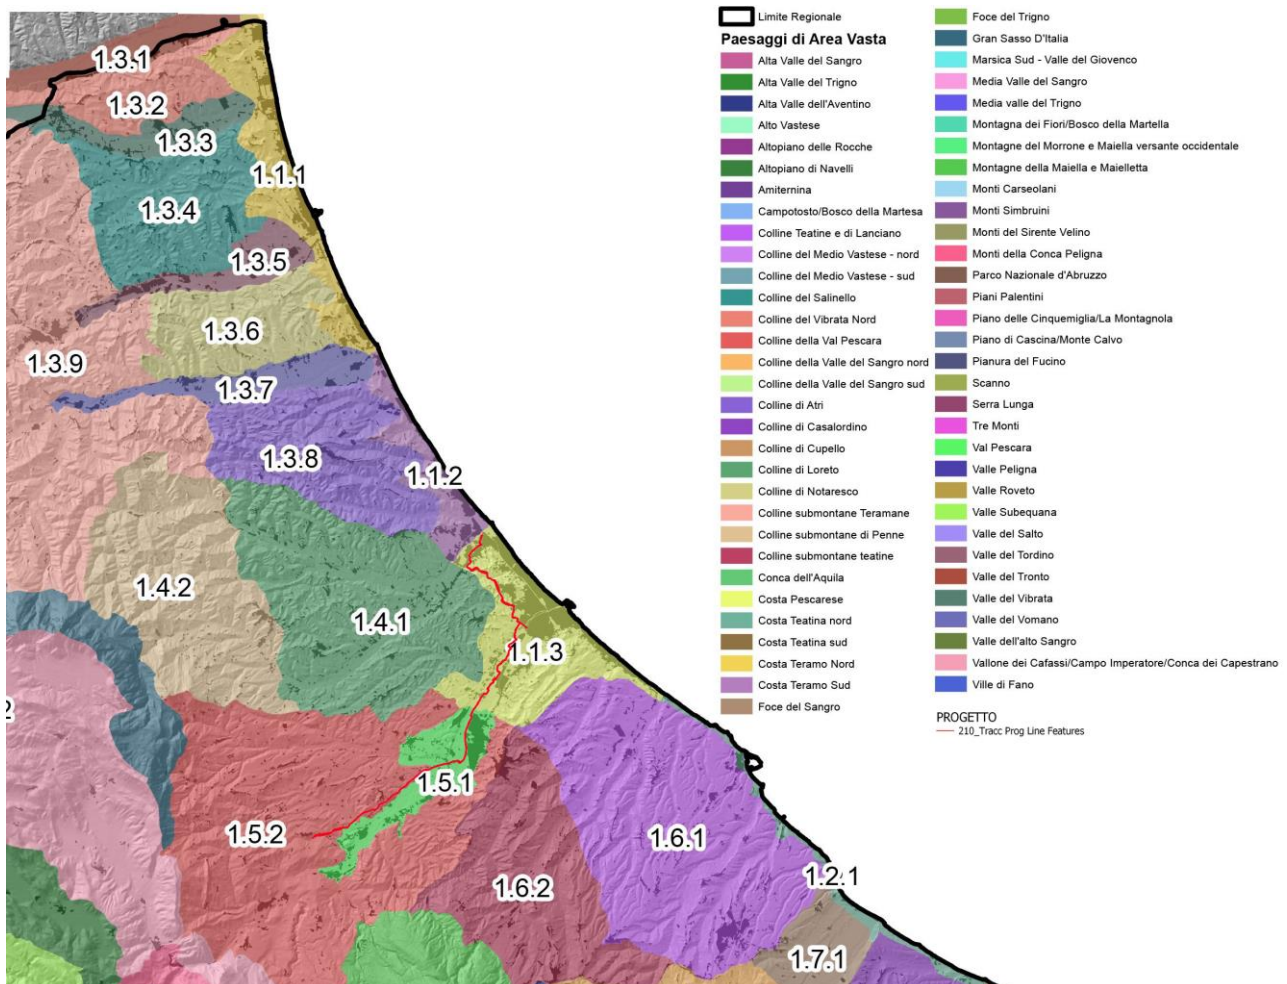 1.3.1
1.3.2
1.3.3
1.1.1
1.3.4
1.3.5
1.3.6
1.3.9
1.3.7
1.3.8
1.1.2
1.4.2
1.4.1
1.1.3
2
1.5.1
1.5.2
1.6.1
1.6.2
1.2.1
1.7.1
Limite Regionale
Paesaggi di Area Vasta
Alta Valle del Sangro
Alta Valle del Trigno
Alta Valle dell'Aventino
Alto Vastese
Altopiano delle Rocche
Altopiano di Navelli
Amiternina
Campotosto/Bosco della Martesa
Colline Teatine e di Lanciano
Colline del Medio Vastese - nord
Colline del Medio Vastese - sud
Colline del Salinello
Colline del Vibrata Nord
Colline della Val Pescara
Colline della Valle del Sangro nord
Colline della Valle del Sangro sud
Colline di Atri
Colline di Casalordino
Colline di Cupello
Colline di Loreto
Colline di Notaresco
Colline submontane Teramane
Colline submontane di Penne
Colline submontane teatine
Conca dell'Aquila
Costa Pescarese
Costa Teatina nord
Costa Teatina sud
Costa Teramo Nord
Costa Teramo Sud
Foce del Sangro
Foce del Trigno
Gran Sasso D'Italia
Marsica Sud - Valle del Giovenco
Media Valle del Sangro
Media valle del Trigno
Montagna dei Fiori/Bosco della Martella
Montagne del Morrone e Maiella versante occidentale
Montagne della Maiella e Maielletta
Monti Carseolani
Monti Simbruini
Monti del Sirente Velino
Monti della Conca Peligna
Parco Nazionale d'Abruzzo
Piani Palentini
Piano delle Cinquemiglia/La Montagnola
Piano di Cascina/Monte Calvo
Pianura del Fucino
Scanno
Serra Lunga
Tre Monti
Val Pescara
Valle Peligna
Valle Roveto
Valle Subequana
Valle del Salto
Valle del Tordino
Valle del Tronto
Valle del Vibrata
Valle del Vomano
Valle dell'alto Sangro
Vallone dei Cafassi/Campo Imperatore/Conca dei Capestrano
Ville di Fano
PROGETTO
210_Tracc Prog Line Features